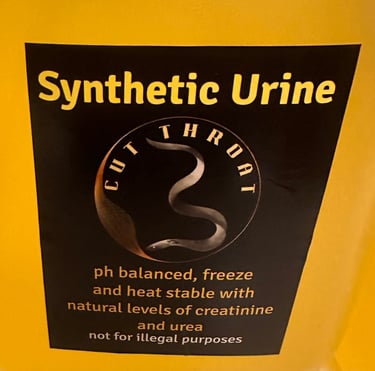 Synthetic Urine
CUT THROAT
ph balanced, freeze
and heat stable with
natural levels of creatinine
and urea
not for illegal purposes